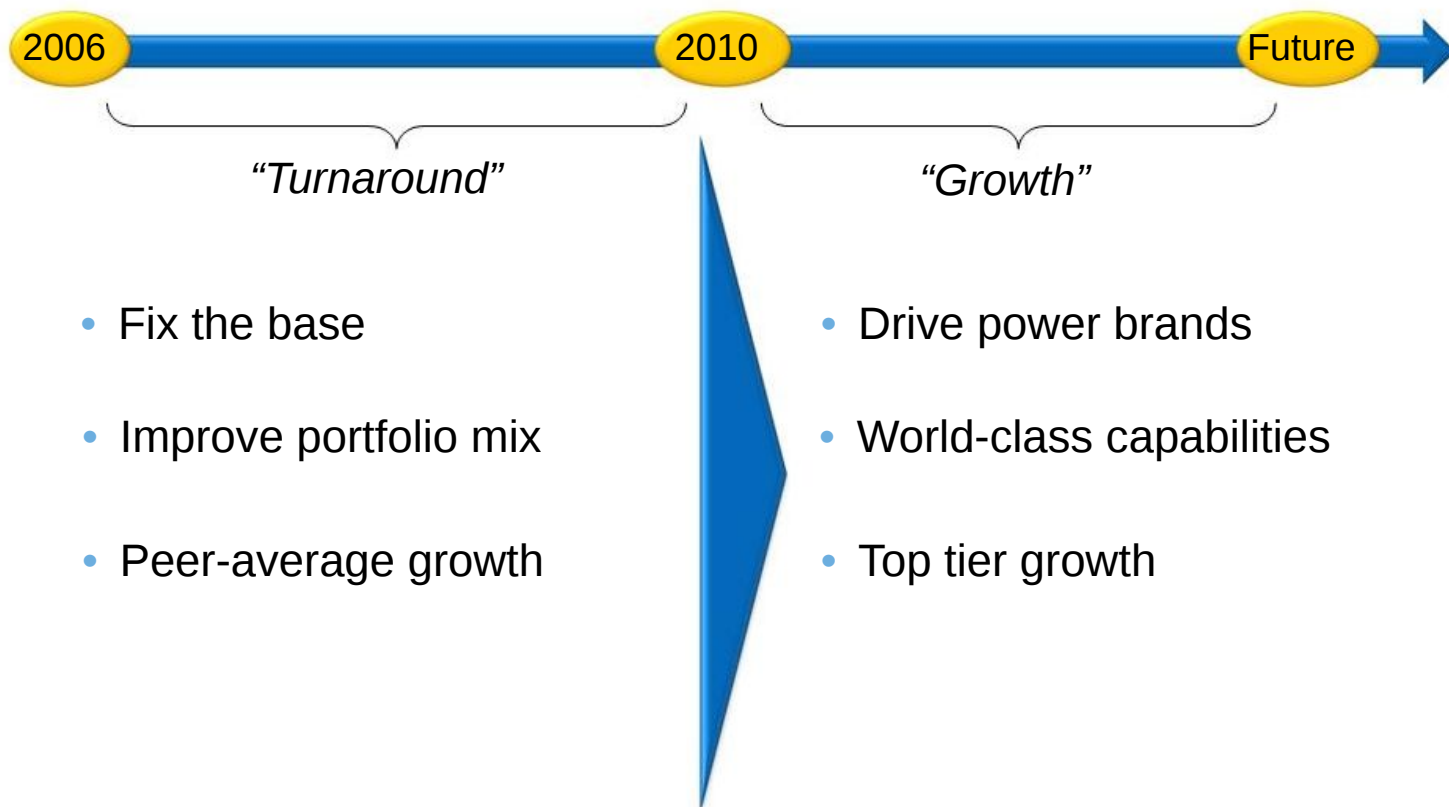 2006
2010
Future
“Turnaround”
“Growth”
• Fix the base
• Improve portfolio mix
• Peer-average growth
• Drive power brands
• World-class capabilities
• Top tier growth